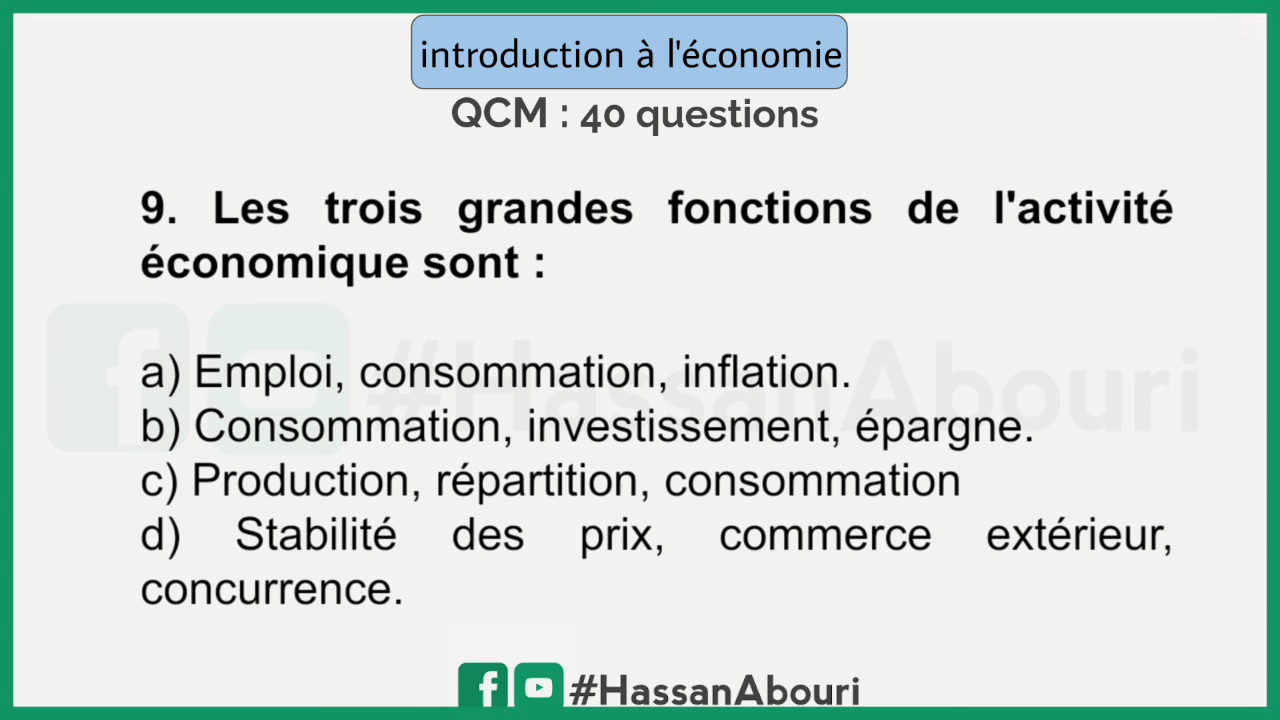 introduction à l'économie
QCM : 40 questions
9. Les trois grandes fonctions de l'activité
économique sont :
a) Emploi, consommation, inflation.
b) Consommation, investissement, épargne.
c) Production, répartition, consommation
d) Stabilité des prix, commerce extérieur,
concurrence.
#HassanAbouri
#HassanAbouri